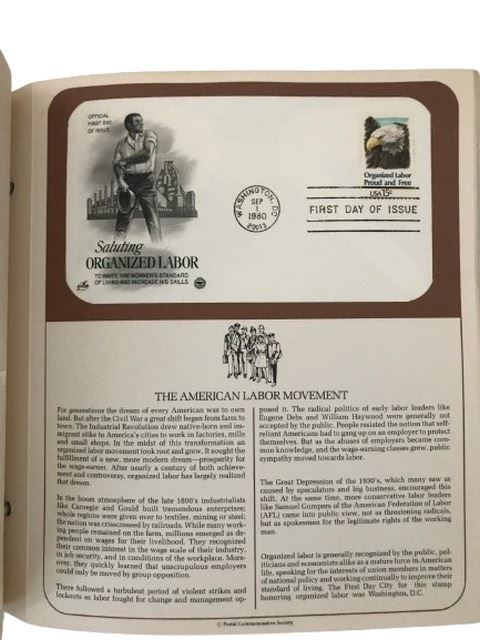 OFFICIAL
FIRST DAY
OF ISSUE
Saluting
ORGANIZED LABOR
TO RAISE THE WORKER'S STANDARD
OF LIVING AND INCREASE HIS SKILLS
WASHINGTON, DC
SEP
1
1980
20013
Organized Labor
Proud and Free
USA 15c
FIRST DAY OF ISSUE
THE AMERICAN LABOR MOVEMENT
For generations the dream of every American was to own
land. But after the Civil War a great shift began from farm to
town. The Industrial Revolution drew native-born and im-
migrant alike to America's cities to work in factories, mills
and small shops. In the midst of this transformation an
organized labor movement took root and grew. It sought the
fulfillment of a new, more modern dream—prosperity for
the wage-earner. After nearly a century of both achieve-
ment and controversy, organized labor has largely realized
that dream.
In the boom atmosphere of the late 1800's industrialists
like Carnegie and Gould built tremendous enterprises;
whole regions were given over to textiles, mining or steel;
the nation was crisscrossed by railroads. While many work-
ing people remained on the farm, millions emerged as de-
pendent on wages for their livelihood. They recognized
their common interest in the wage scale of their industry,
in job security, and in conditions of the workplace. More-
over, they quickly learned that unscrupulous employers
could only be moved by group opposition.
There followed a turbulent period of violent strikes and
lockouts as labor fought for change and management op-
posed it. The radical politics of early labor leaders like
Eugene Debs and William Haywood were generally not
accepted by the public. People resisted the notion that self-
reliant Americans had to gang up on an employer to protect
themselves. But as the abuses of employers became com-
mon knowledge, and the wage-earning classes grew, public
sympathy moved towards labor.
The Great Depression of the 1930's, which many saw as
caused by speculators and big business, encouraged this
shift. At the same time, more conservative labor leaders
like Samuel Gompers of the American Federation of Labor
(AFL) came into public view, not as threatening radicals,
but as spokesmen for the legitimate rights of the working
man.
Organized labor is generally recognized by the public, pol-
iticians and economists alike as a mature force in American
life, speaking for the interests of union members in matters
of national policy and working continually to improve their
standard of living. The First Day City for this stamp
honoring organized labor was Washington, D.C.
© Postal Commemorative Society